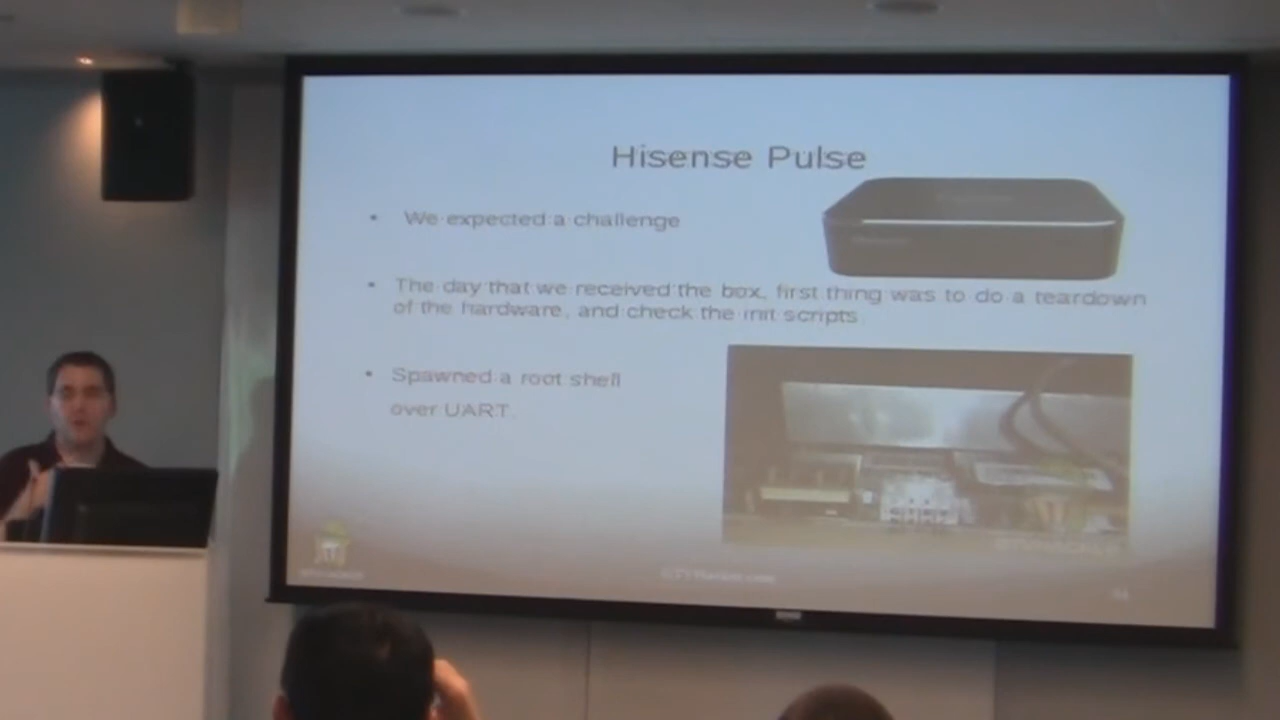 Hisense Pulse
We expected a challenge
The day that we received the box, first thing was to do a teardown
of the hardware, and check the init scripts.
Spawned a root shell
over UART.